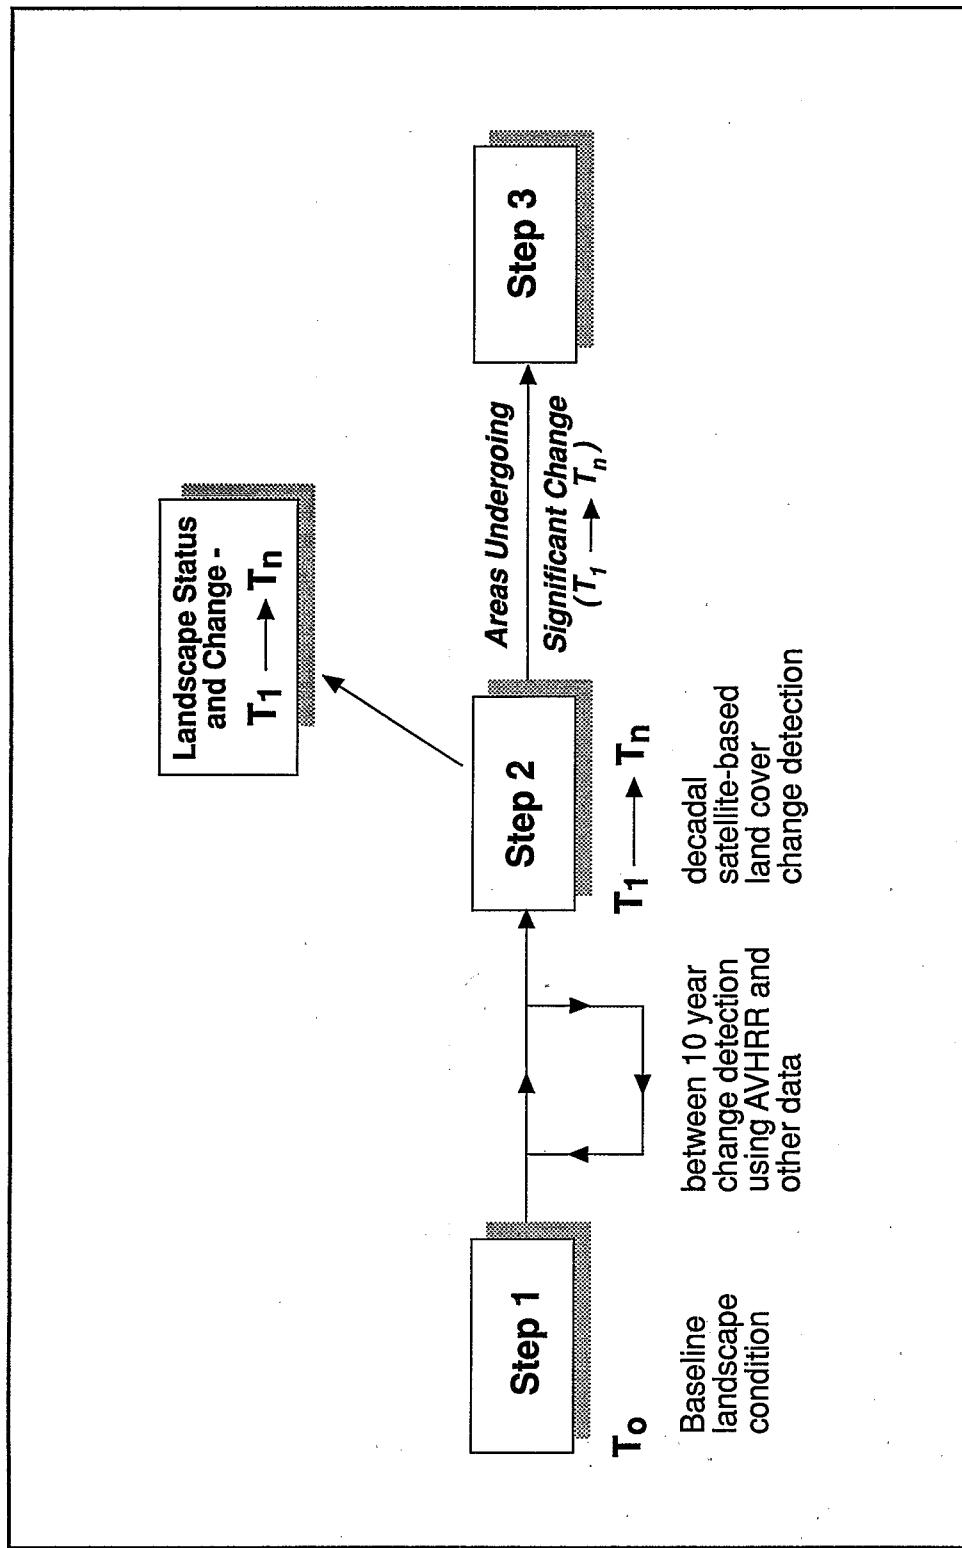 Landscape Status
and Change -
T1 → Tn
Step 1
Step 2
Areas Undergoing
Significant Change
(T1 → Tn)
Step 3
To
T1 → Tn
Baseline
landscape
condition
between 10 year
change detection
using AVHRR and
other data
decadal
satellite-based
land cover
change detection